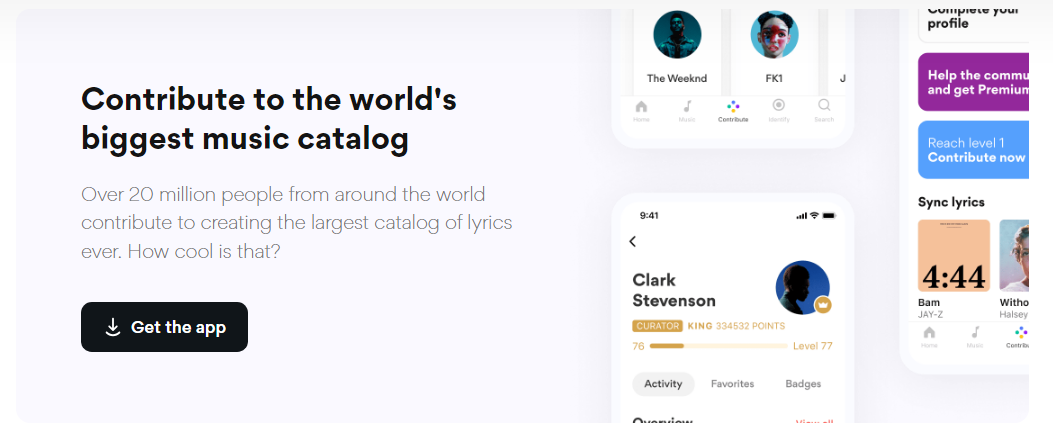 Contribute to the world's
biggest music catalog
Over 20 million people from around the world
contribute to creating the largest catalog of lyrics
ever. How cool is that?
Get the app
The Weeknd
FK1
J
Home
Music
Contribute
Identify
Search
9:41
Clark
Stevenson
CURATOR KING 334532 POINTS
76
Level 77
Activity
Favorites
Badges
Overview
View all
Complete your
profile
Help the commu
and get Premium
Reach level 1
Contribute now
Sync lyrics
4:44
Bam
JAY-Z
Witho
Halsey
Home
Music
Contrib